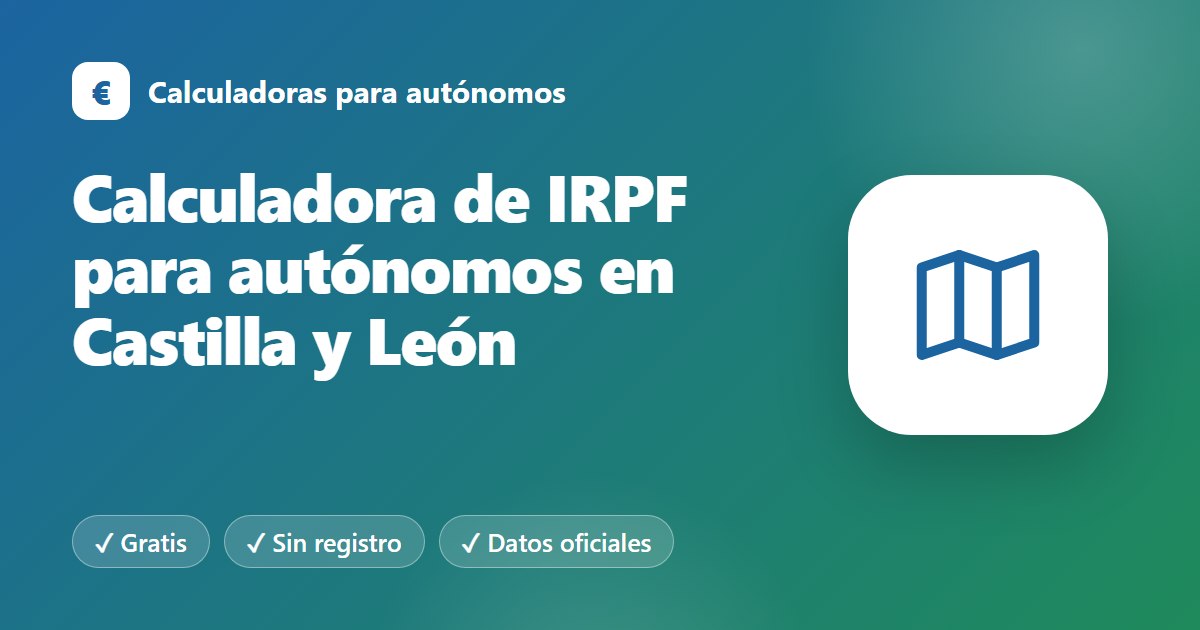 €
Calculadoras para autónomos
Calculadora de IRPF
para autónomos en
Castilla y León
✓ Gratis
✓ Sin registro
✓ Datos oficiales